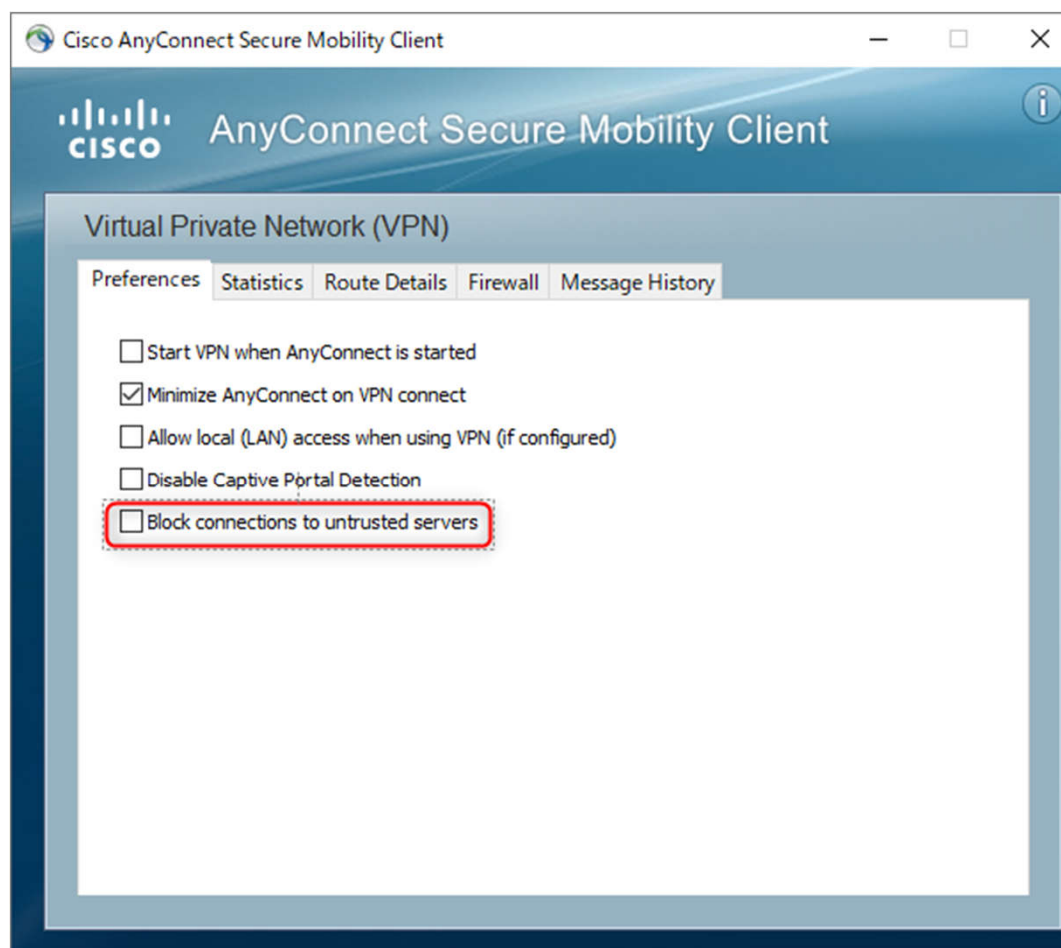 Cisco AnyConnect Secure Mobility Client
CISCO AnyConnect Secure Mobility Client
Virtual Private Network (VPN)
Preferences Statistics Route Details Firewall Message History
Start VPN when AnyConnect is started
Minimize AnyConnect on VPN connect
Allow local (LAN) access when using VPN (if configured)
Disable Captive Portal Detection
Block connections to untrusted servers